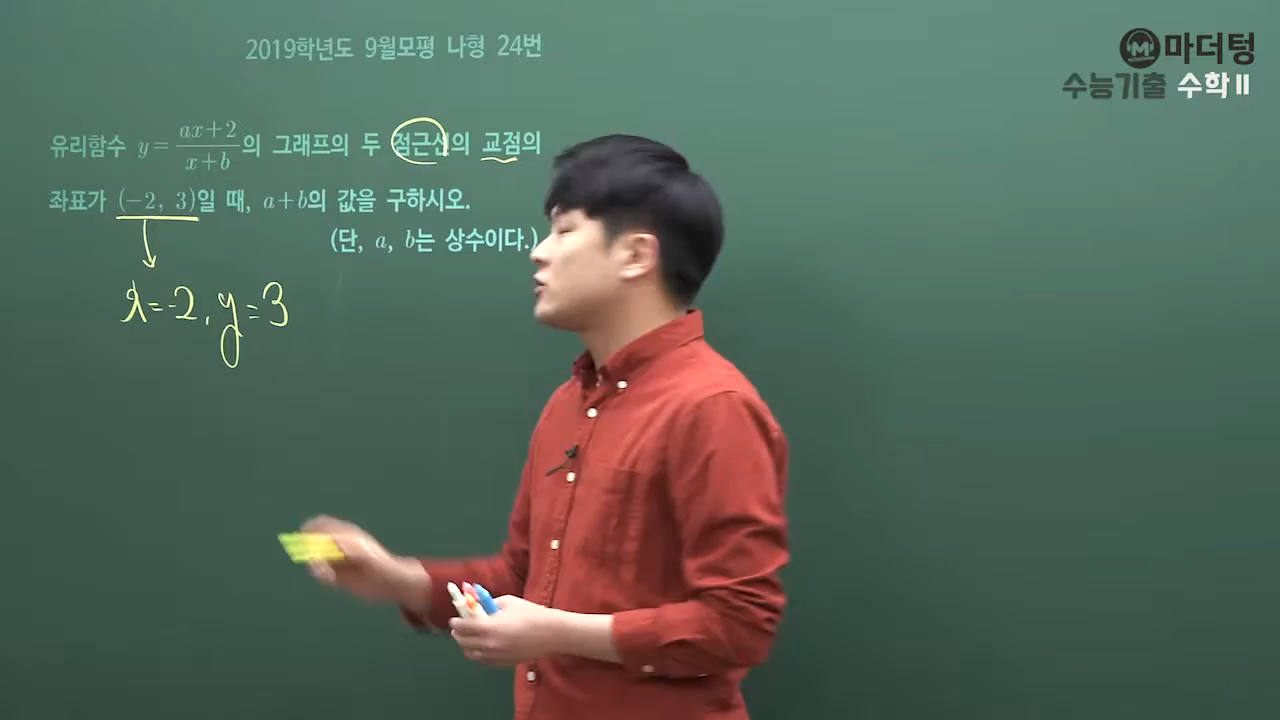 2019학년도 9월모평 나형 24번
마더텅
수능기출 수학Ⅱ
유리함수 y=\frac{ax+2}{x+b}의 그래프의 두 점근선의 교점의
좌표가 (−2, 3)일 때, a+b의 값을 구하시오.
(단, a, b는 상수이다.)
x=-2, y=3